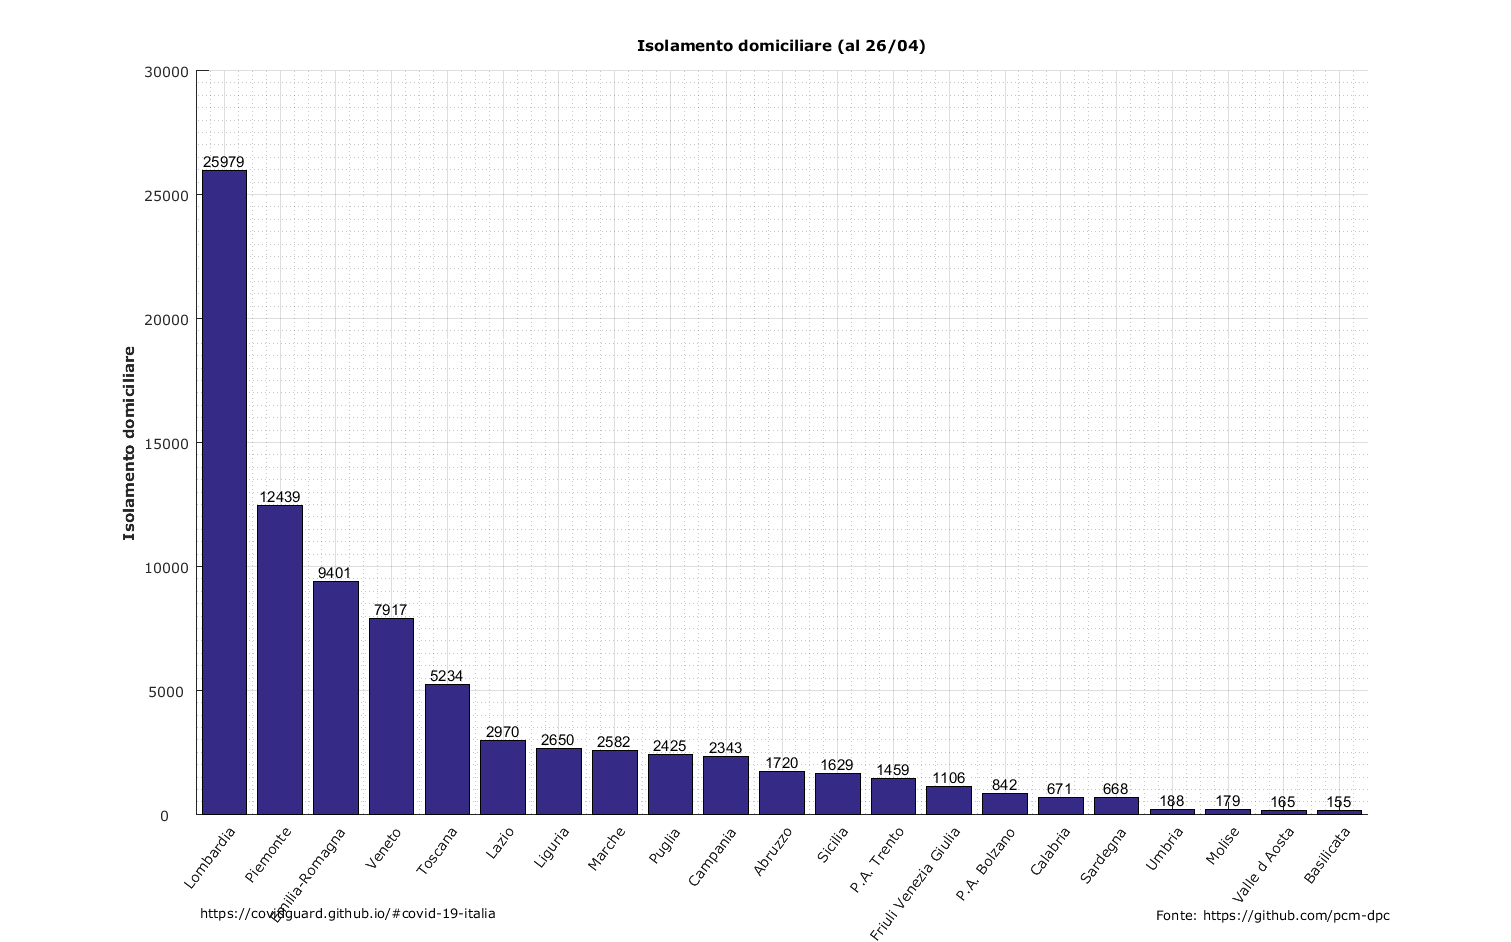 Isolamento domiciliare (al 26/04)
30000
25000
20000
15000
10000
5000
0
Isolamento domiciliare
25979
12439
9401
7917
5234
2970
2650
2582
2425
2343
1720
1629
1459
1106
842
671
668
188
179
165
155
Lombardia
Piemonte
Emilia-Romagna
Veneto
Toscana
Lazio
Liguria
Marche
Puglia
Campania
Abruzzo
Sicilia
P.A. Trento
Friuli Venezia Giulia
P.A. Bolzano
Calabria
Sardegna
Umbria
Molise
Valle d Aosta
Basilicata
https://covidguard.github.io/#covid-19-italia
Fonte: https://github.com/pcm-dpc